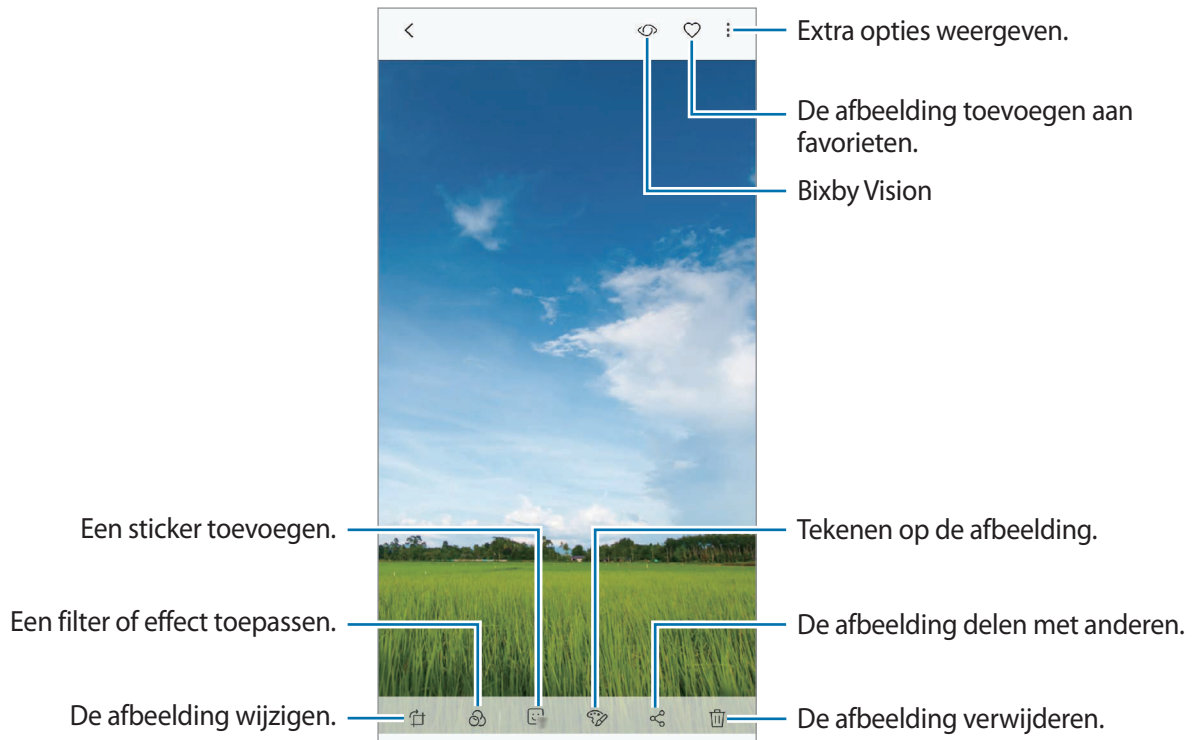 Extra opties weergeven.
De afbeelding toevoegen aan
favorieten.
Bixby Vision
Een sticker toevoegen.
Tekenen op de afbeelding.
Een filter of effect toepassen.
De afbeelding delen met anderen.
De afbeelding wijzigen.
De afbeelding verwijderen.